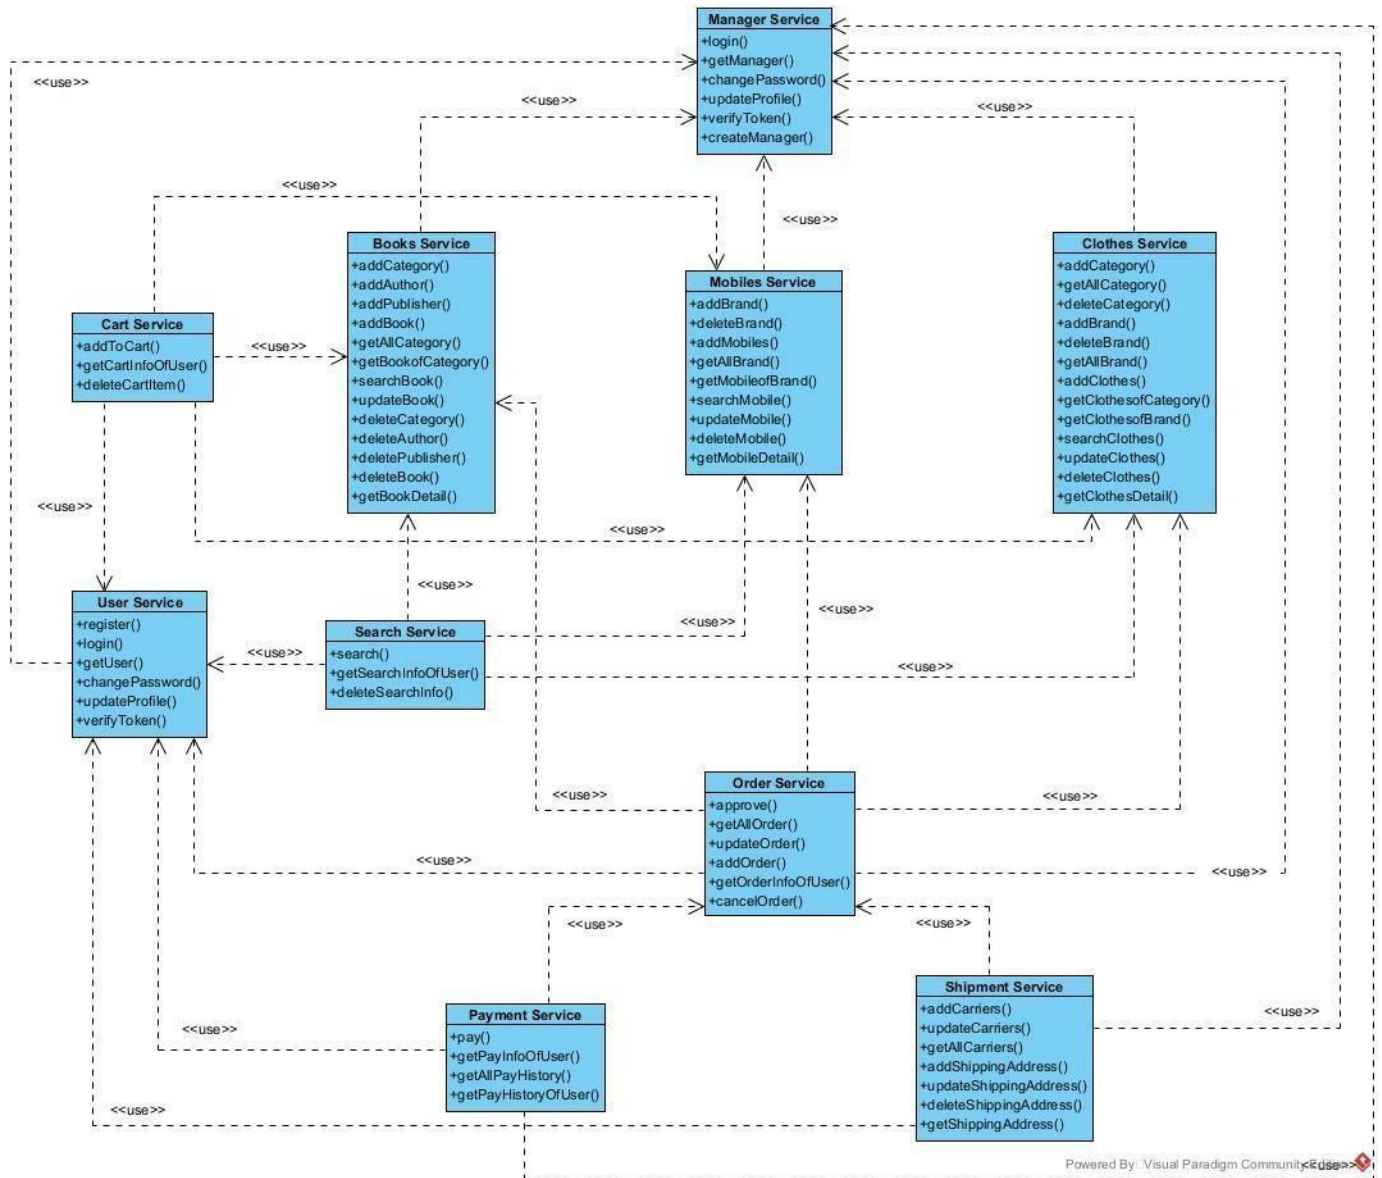 Manager Service
+login()
+getManager()
+changePassword()
+updateProfile()
+verifyToken()
+createManager()
<<use>>
<<use>>
<<use>>
<<use>>
<<use>>
Books Service
+addCategory()
+addAuthor()
+addPublisher()
+addBook()
+getAllCategory()
+getBookofCategory()
+searchBook()
+updateBook()
+deleteCategory()
+deleteAuthor()
+deletePublisher()
+deleteBook()
+getBookDetail()
Mobiles Service
+addBrand()
+deleteBrand()
+addMobiles()
+getAllBrand()
+getMobileofBrand()
+searchMobile()
+updateMobile()
+deleteMobile()
+getMobileDetail()
Clothes Service
+addCategory()
+getAllCategory()
+deleteCategory()
+addBrand()
+deleteBrand()
+getAllBrand()
+addClothes()
+getClothesofCategory()
+getClothesofBrand()
+searchClothes()
+updateClothes()
+deleteClothes()
+getClothesDetail()
Cart Service
+addToCart()
+getCartInfoOfUser()
+deleteCartItem()
<<use>>
<<use>>
<<use>>
<<use>>
<<use>>
<<use>>
User Service
+register()
+login()
+getUser()
+changePassword()
+updateProfile()
+verifyToken()
<<use>>
Search Service
+search()
+getSearchInfoOfUser()
+deleteSearchInfo()
<<use>>
<<use>>
Order Service
+approve()
+getAllOrder()
+updateOrder()
+addOrder()
+getOrderInfoOfUser()
+cancelOrder()
<<use>>
<<use>>
<<use>>
<<use>>
<<use>>
<<use>>
Payment Service
+pay()
+getPayInfoOfUser()
+getAllPayHistory()
+getPayHistoryOfUser()
Shipment Service
+addCarriers()
+updateCarriers()
+getAllCarriers()
+addShippingAddress()
+updateShippingAddress()
+deleteShippingAddress()
+getShippingAddress()
<<use>>
<<use>>
<<use>>
Powered By Visual Paradigm Community Edition
<<use>>